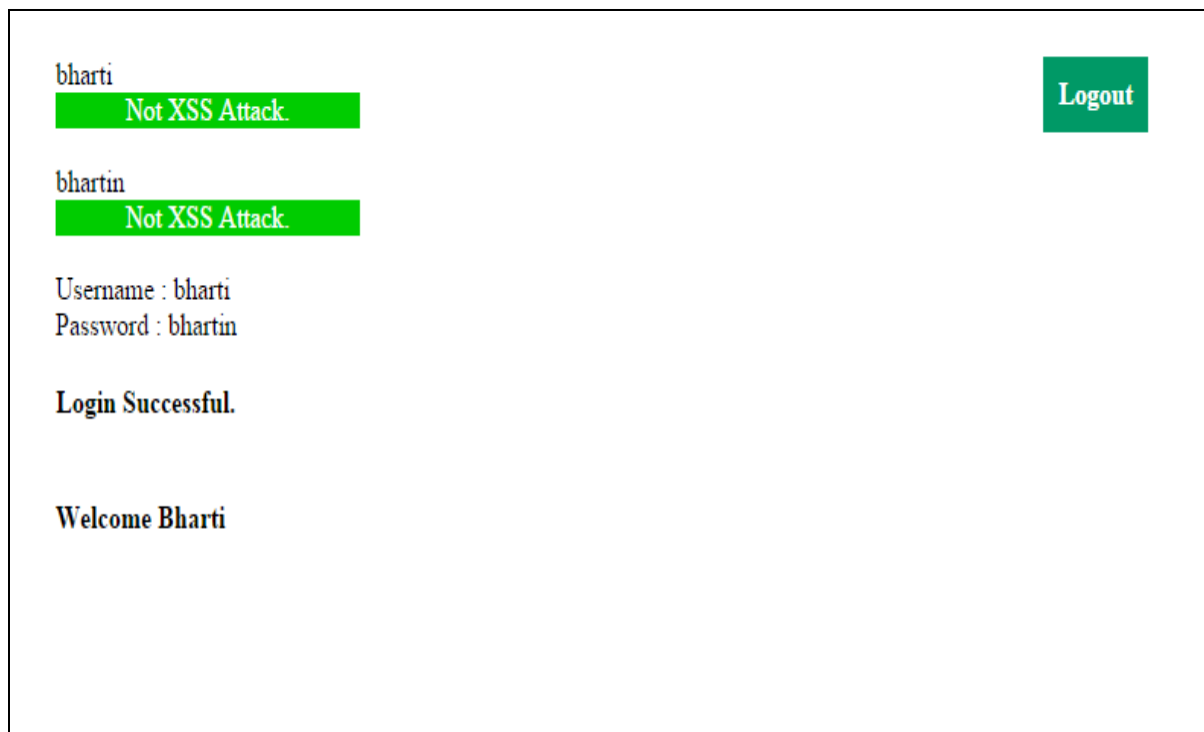 bharti
Not XSS Attack.
Logout
bhartin
Not XSS Attack.
Username : bharti
Password : bhartin
Login Successful.
Welcome Bharti